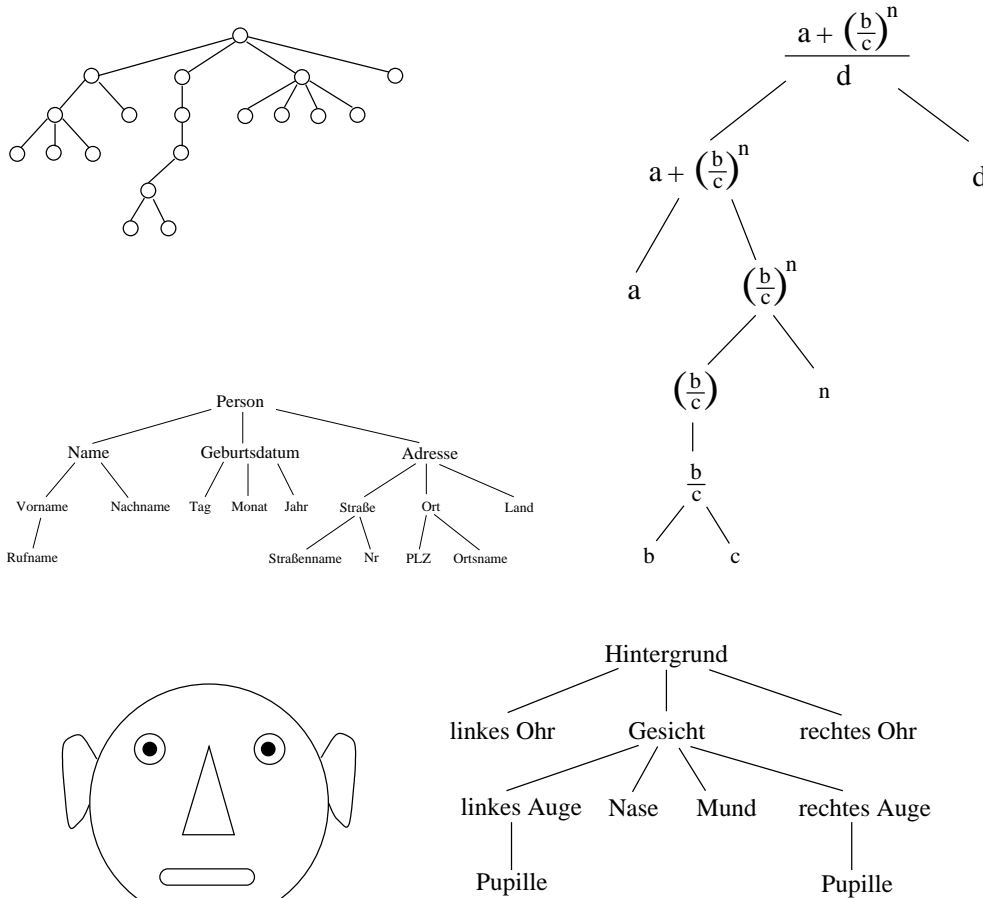 a + (b/c)^n
d
a + (b/c)^n
d
a
(b/c)^n
(b/c)
n
b/c
b
c
Person
Name Geburtsdatum Adresse
Vorname Nachname Tag Monat Jahr Straße Ort Land
Rufname Straßenname Nr PLZ Ortsname
Hintergrund
linkes Ohr Gesicht rechtes Ohr
linkes Auge Nase Mund rechtes Auge
Pupille Pupille